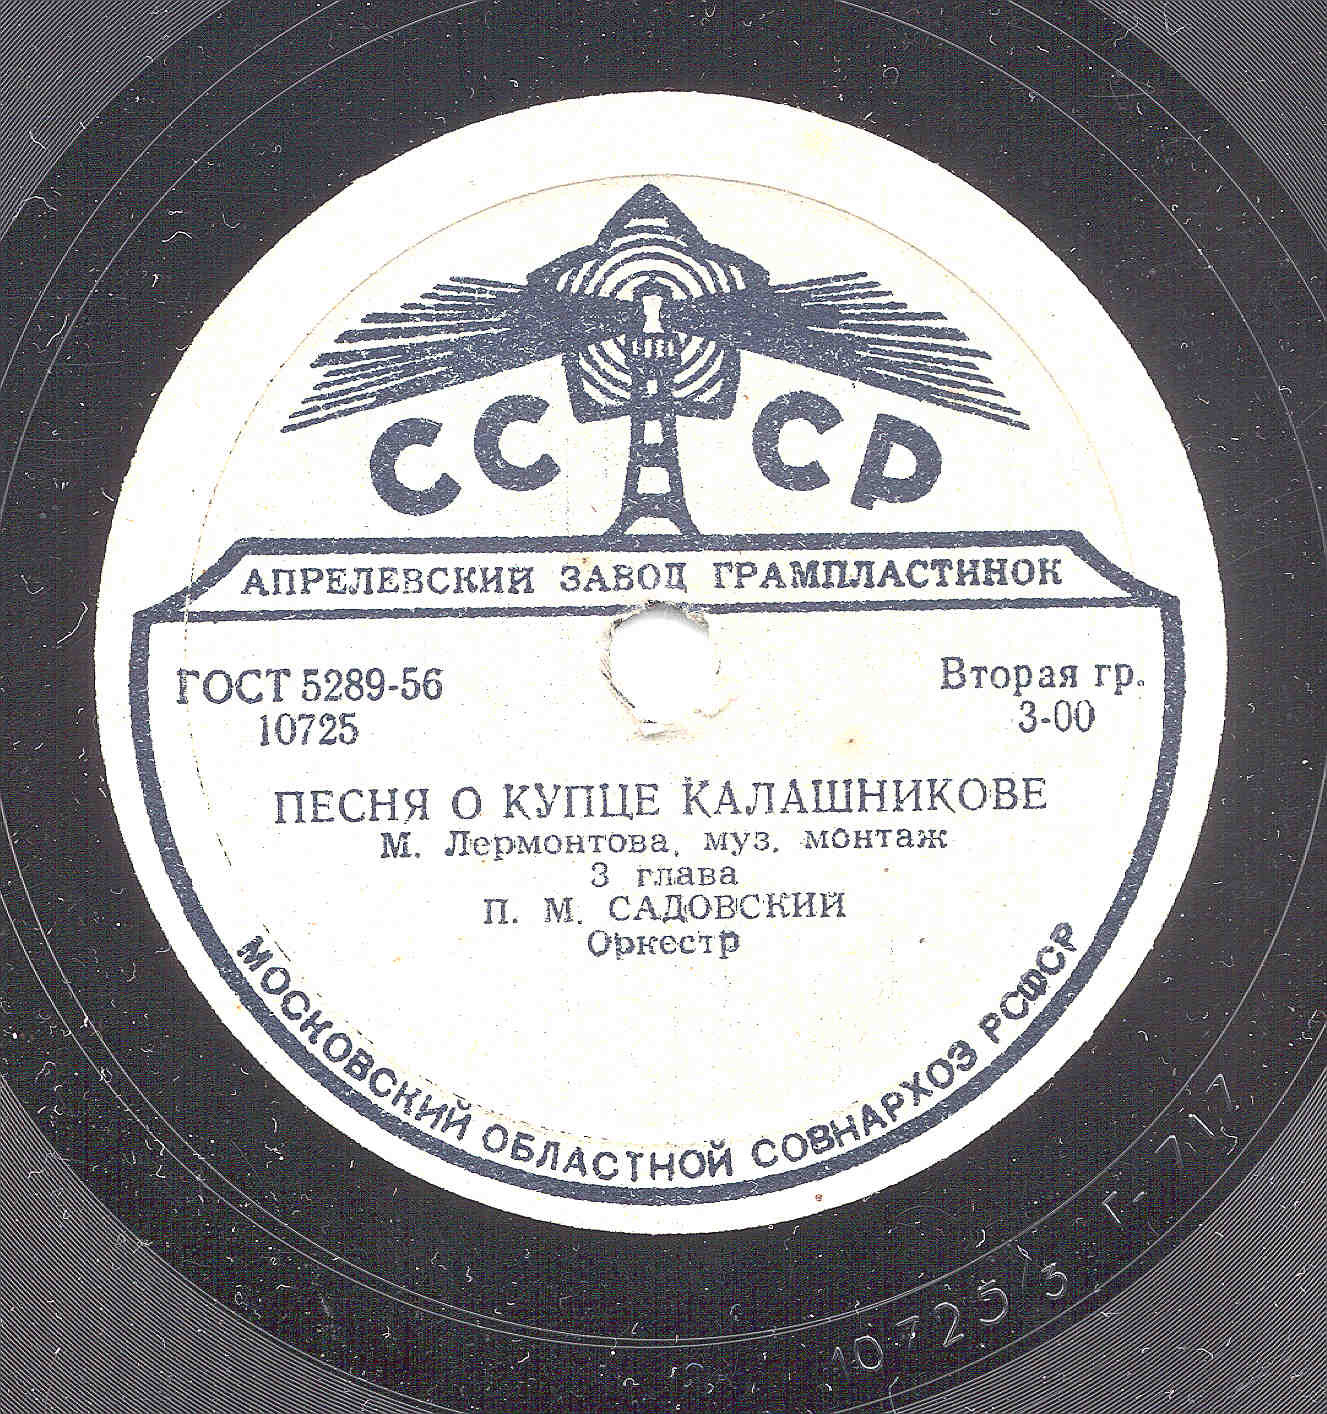 СССР
АПРЕЛЕВСКИЙ ЗАВОД ГРАМПЛАСТИНОК
ГОСТ 5289-56
10725
Вторая гр.
3-00
ПЕСНЯ О КУПЦЕ КАЛАШНИКОВЕ
М. Лермонтова, муз. монтаж
3 глава
П. М. САДОВСКИЙ
Оркестр
МОСКОВСКИЙ ОБЛАСТНОЙ СОВНАРХОЗ РСФСР
10725